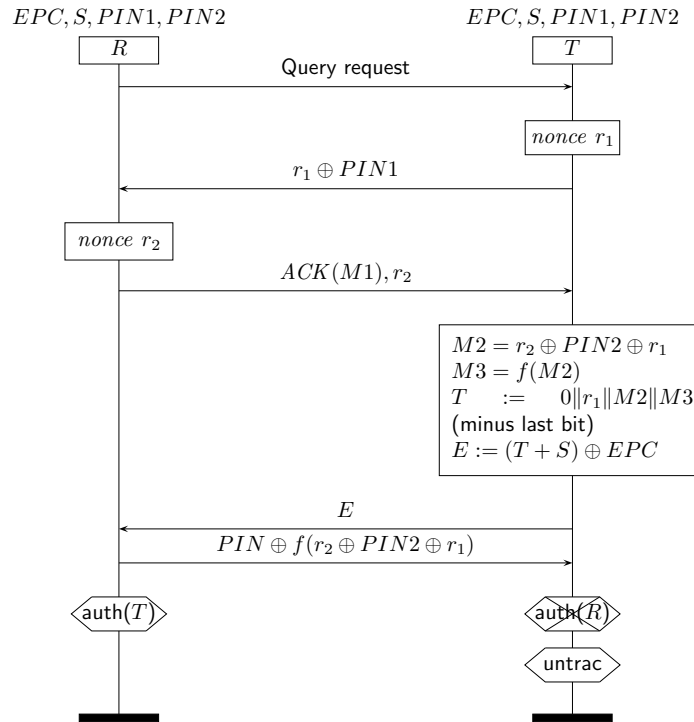 EPC, S, PIN1, PIN2 EPC, S, PIN1, PIN2
R T
Query request
nonce r₁
r₁ ⊕ PIN1
nonce r₂
ACK(M1), r₂
M2 = r₂ ⊕ PIN2 ⊕ r₁
M3 = f(M2)
T := 0‖r₁‖M2‖M3
(minus last bit)
E := (T + S) ⊕ EPC
E
PIN ⊕ f(r₂ ⊕ PIN2 ⊕ r₁)
auth(T) auth(R)
untrac